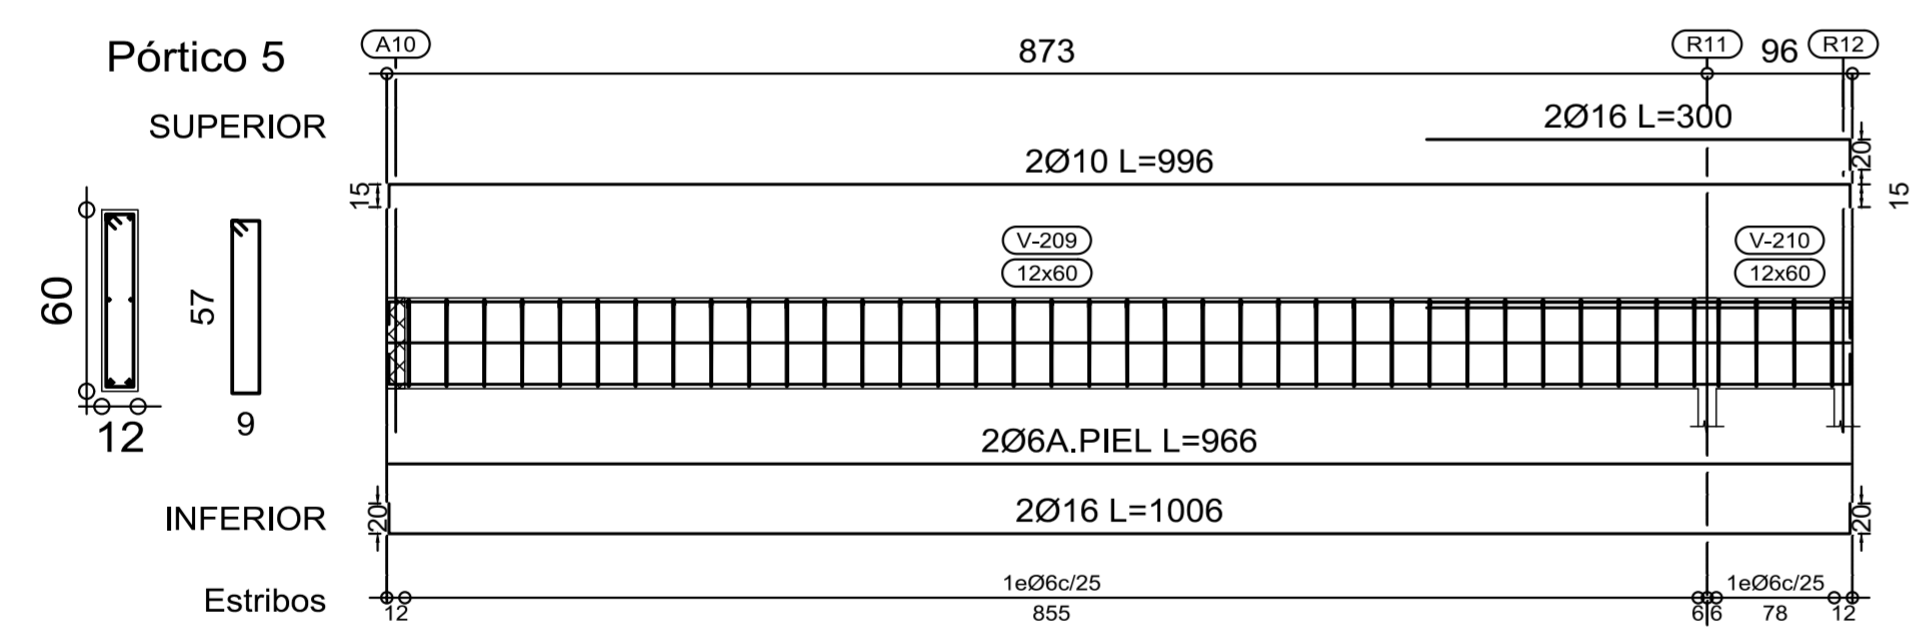 Pórtico 5
A10
873
R11
96
R12
SUPERIOR
2Ø16 L=300
20
2Ø10 L=996
15
15
V-209
V-210
12x60
12x60
60
57
12
9
2Ø6A.PIEL L=966
INFERIOR
20
2Ø16 L=1006
20
Estribos
1eØ6c/25
1eØ6c/25
12
855
6
6
78
12